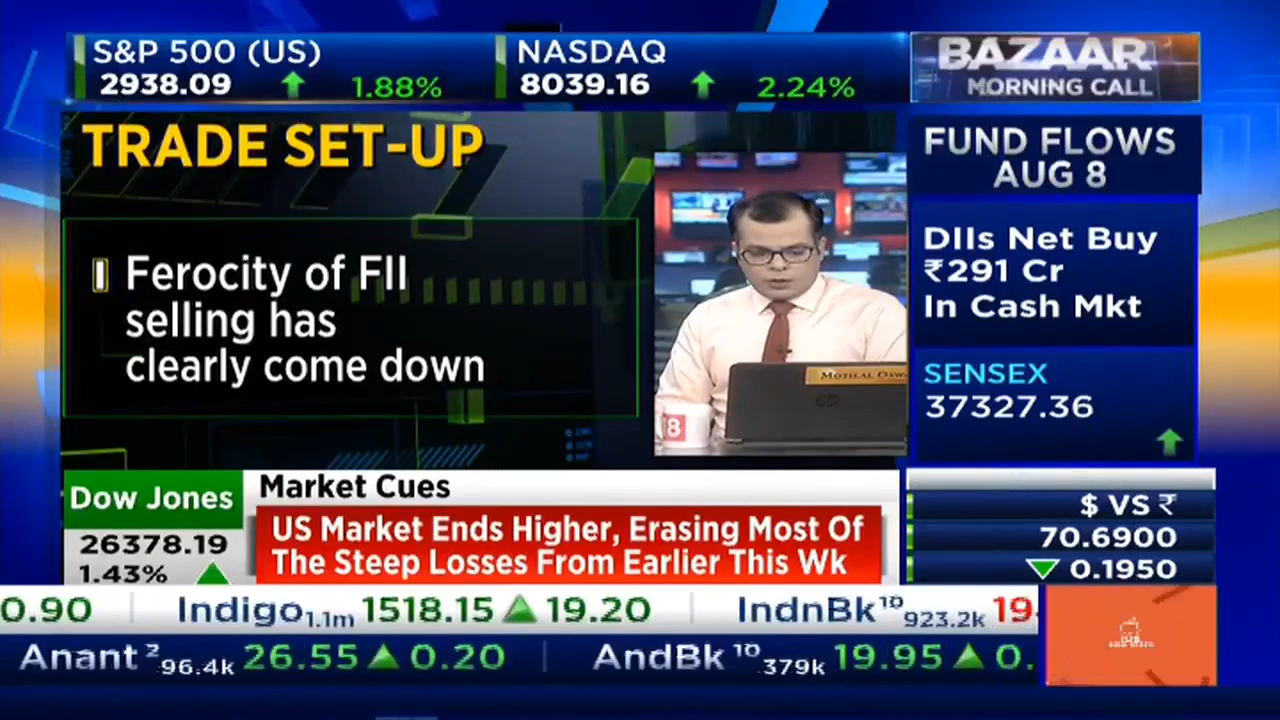 S&P 500 (US)
2938.09 1.88%
NASDAQ
8039.16 2.24%
BAZAAR
MORNING CALL
TRADE SET-UP
Ferocity of FII
selling has
clearly come down
MOTILAL
8
FUND FLOWS
AUG 8
DIIs Net Buy
₹291 Cr
In Cash Mkt
SENSEX
37327.36
Dow Jones
26378.19
1.43%
Market Cues
US Market Ends Higher, Erasing Most Of
The Steep Losses From Earlier This Wk
$ VS ₹
70.6900
0.1950
0.90 Indigo 1.1m 1518.15 19.20 IndnBk 10 923.2k 19
Anant 2 96.4k 26.55 0.20 AndBk 10 379k 19.95 0.